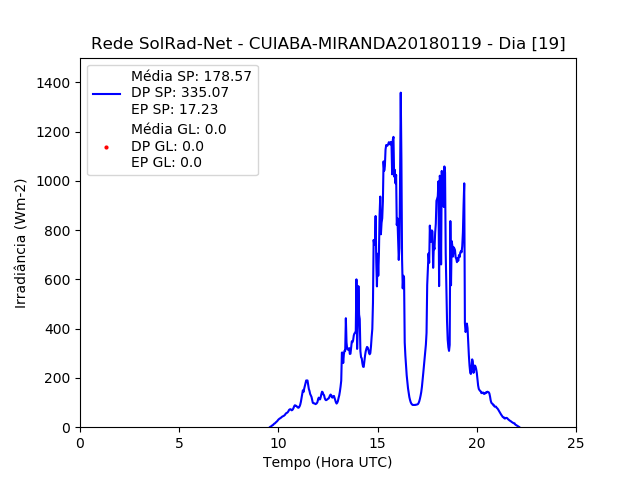 Rede SolRad-Net - CUIABA-MIRANDA20180119 - Dia [19]
Média SP: 178.57
DP SP: 335.07
EP SP: 17.23
Média GL: 0.0
DP GL: 0.0
EP GL: 0.0
1400
1200
1000
800
600
400
200
0
Irradiância (Wm-2)
0 5 10 15 20 25
Tempo (Hora UTC)